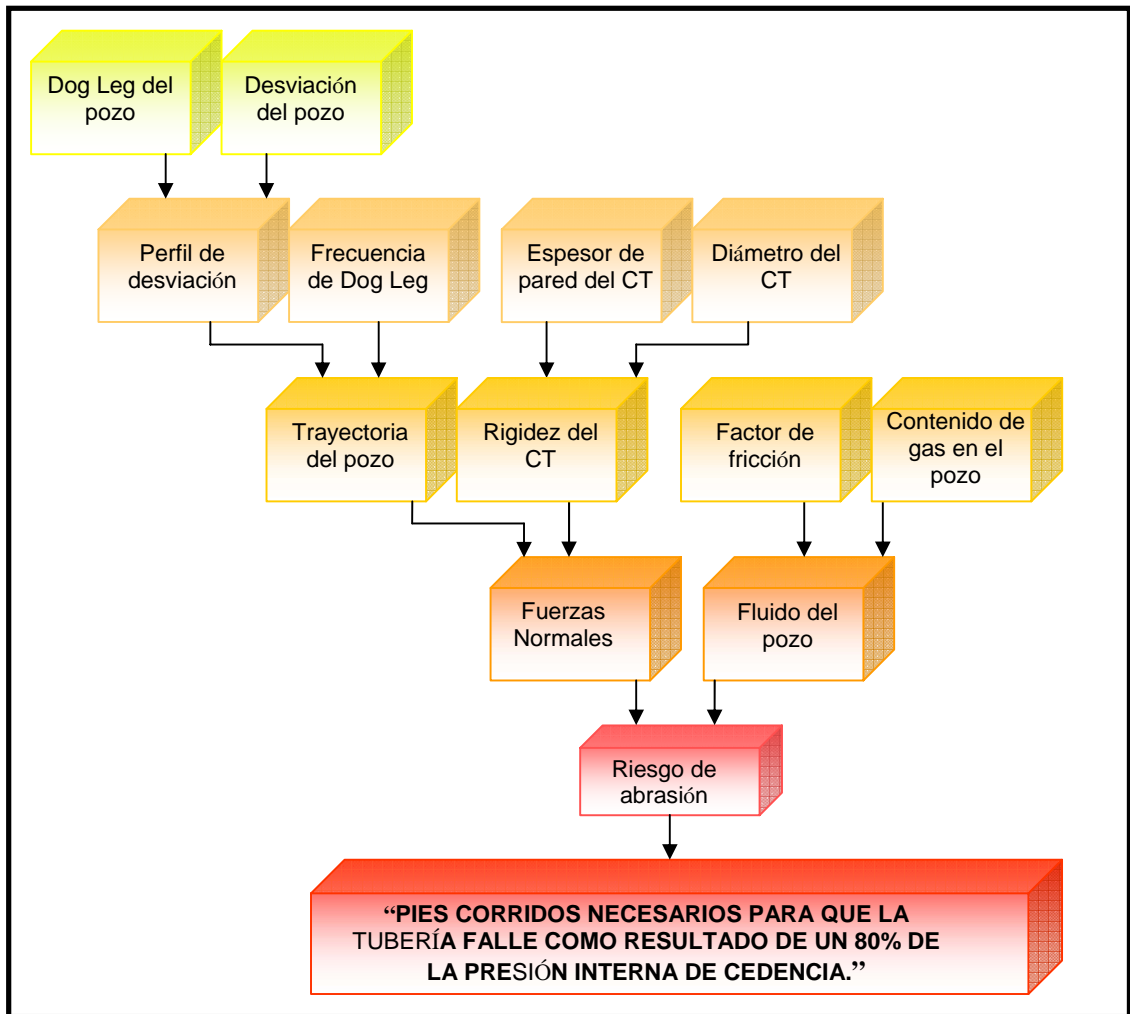 Dog Leg del
pozo
Desviación
del pozo
Perfil de
desviación
Frecuencia
de Dog Leg
Espesor de
pared del CT
Diámetro del
CT
Trayectoria
del pozo
Rigidez del
CT
Factor de
fricción
Contenido de
gas en el
pozo
Fuerzas
Normales
Fluido del
pozo
Riesgo de
abrasión
“PIES CORRIDOS NECESARIOS PARA QUE LA
TUBERÍA FALLE COMO RESULTADO DE UN 80% DE
LA PRESIÓN INTERNA DE CEDENCIA.”